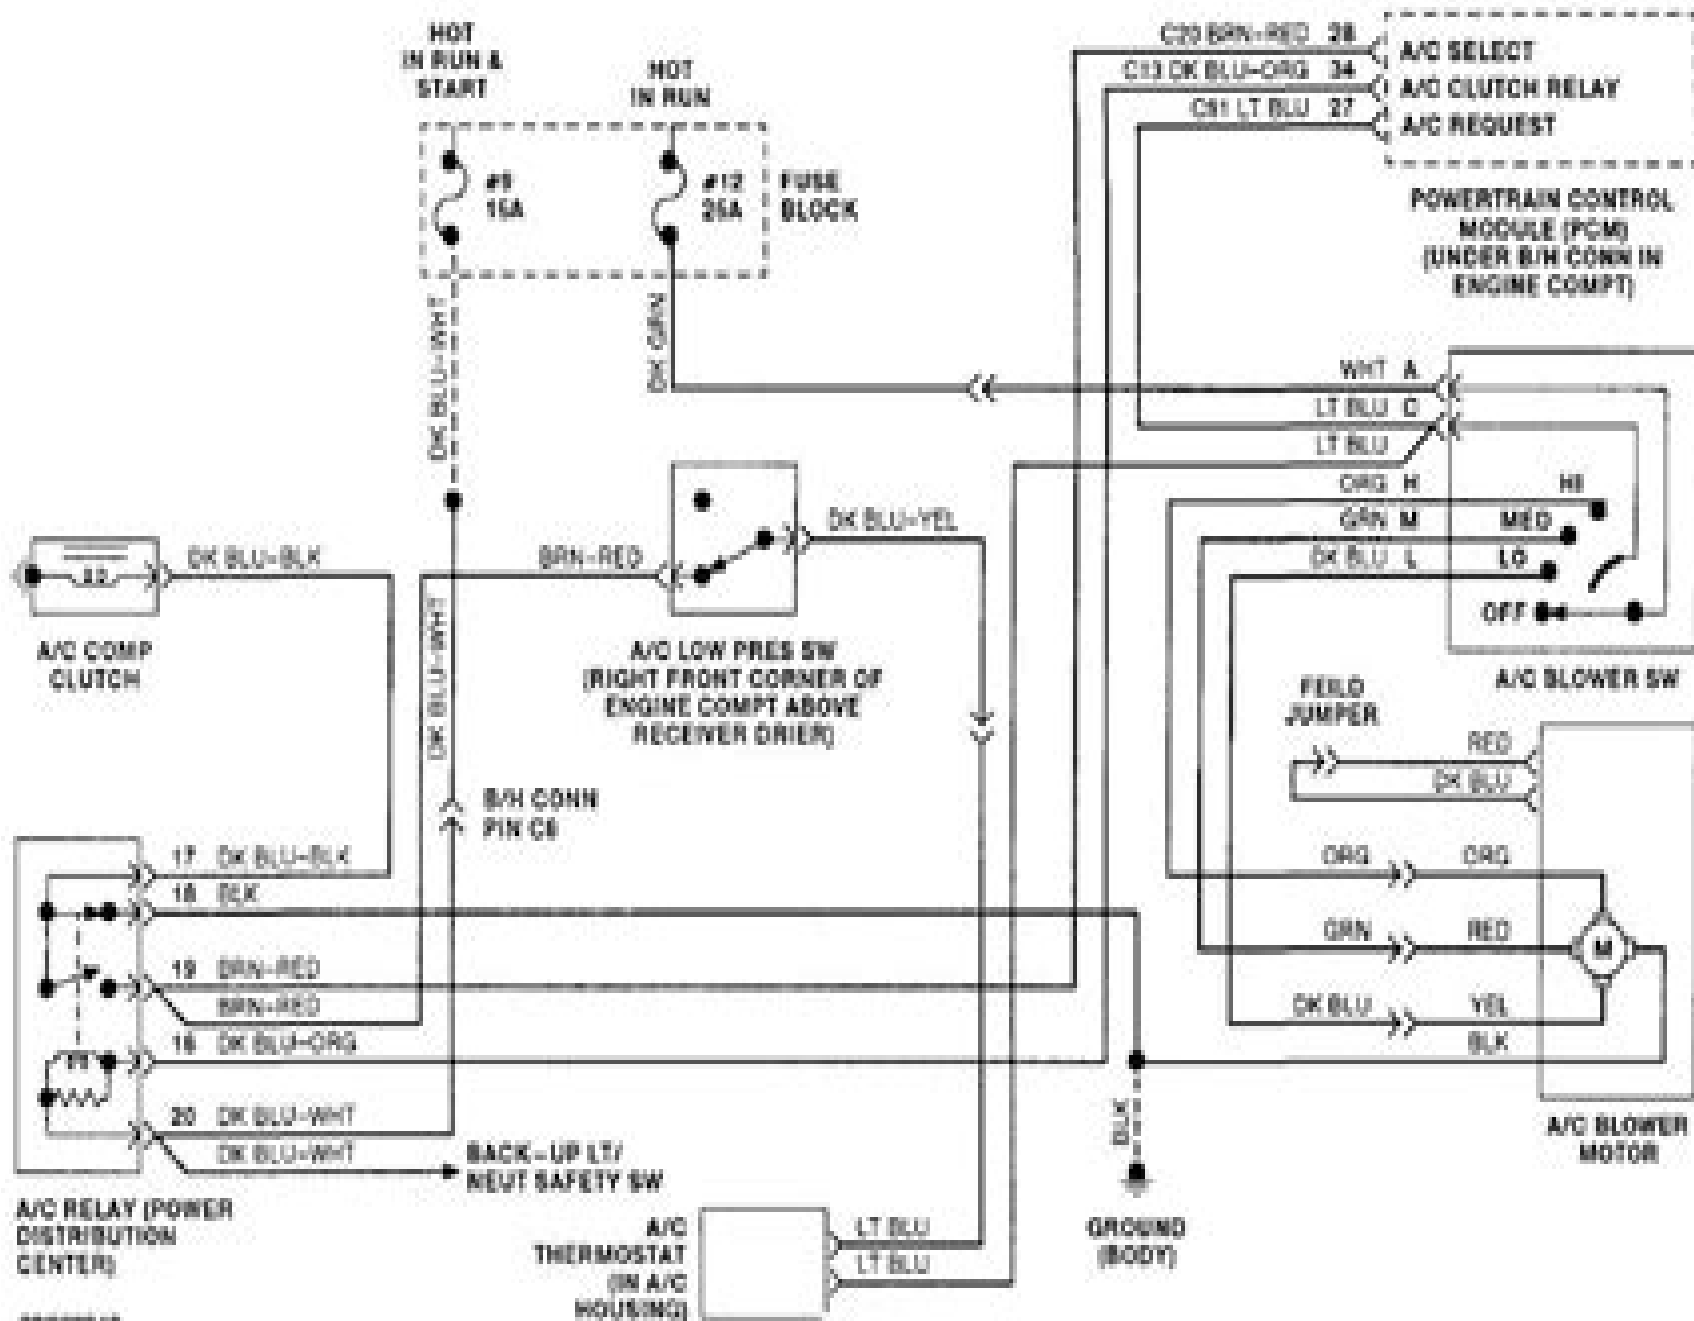 HOT
IN RUN &
START
HOT
IN RUN
#9
15A
#12
25A
FUSE
BLOCK
C20 BRN-RED 28
A/C SELECT
C13 DK BLU-ORG 34
A/C CLUTCH RELAY
C91 LT BLU 27
A/C REQUEST
POWERTRAIN CONTROL
MODULE (PCM)
(UNDER B/H CONN IN
ENGINE COMPT)
DK BLU-WHT
DK GRN
WHT A
LT BLU
LT BLU
ORG H
HI
GRN M
MED
DK BLU L
LO
OFF
A/C BLOWER SW
DK BLU-BLK
A/C COMP
CLUTCH
BRN-RED
DK BLU-YEL
A/C LOW PRES SW
(RIGHT FRONT CORNER OF
ENGINE COMPT ABOVE
RECEIVER DRIER)
DK BLU-WHT
B/H CONN
PIN C6
FEILD
JUMPER
RED
DK BLU
ORG
ORG
GRN
RED
M
DK BLU
YEL
BLK
A/C BLOWER
MOTOR
17 DK BLU-BLK
18 BLK
19 BRN-RED
BRN-RED
16 DK BLU-ORG
20 DK BLU-WHT
DK BLU-WHT
BACK-UP LT/
NEUT SAFETY SW
A/C RELAY (POWER
DISTRIBUTION
CENTER)
A/C
THERMOSTAT
(IN A/C
HOUSING)
LT BLU
LT BLU
BLK
GROUND
(BODY)